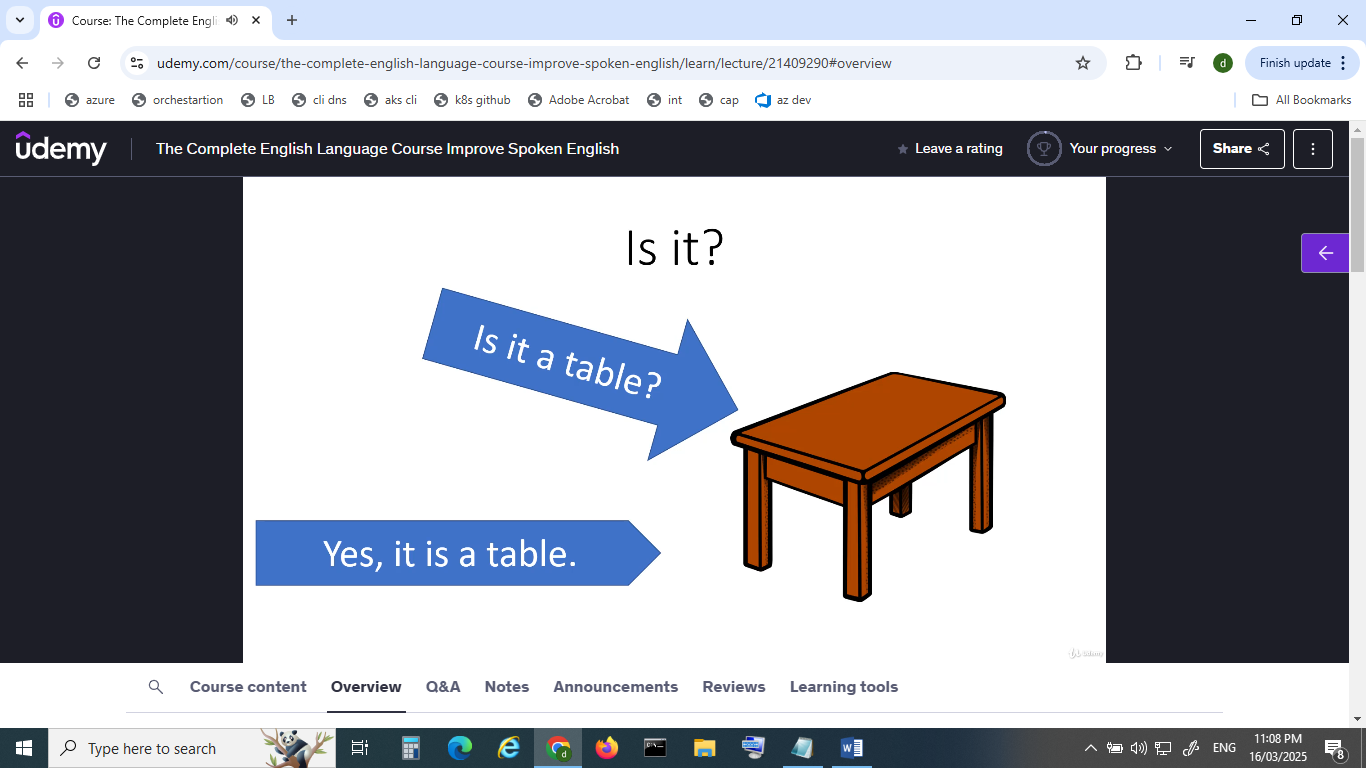 Course: The Complete Engli
udemy.com/course/the-complete-english-language-course-improve-spoken-english/learn/lecture/21409290#overview
d
Finish update
azure
orchestartion
LB
cli dns
aks cli
k8s github
Adobe Acrobat
int
cap
az dev
All Bookmarks
udemy
The Complete English Language Course Improve Spoken English
Leave a rating
Your progress
Share
Is it?
Is it a table?
Yes, it is a table.
Udemy
Course content
Overview
Q&A
Notes
Announcements
Reviews
Learning tools
Type here to search
ENG
11:08 PM
16/03/2025
8